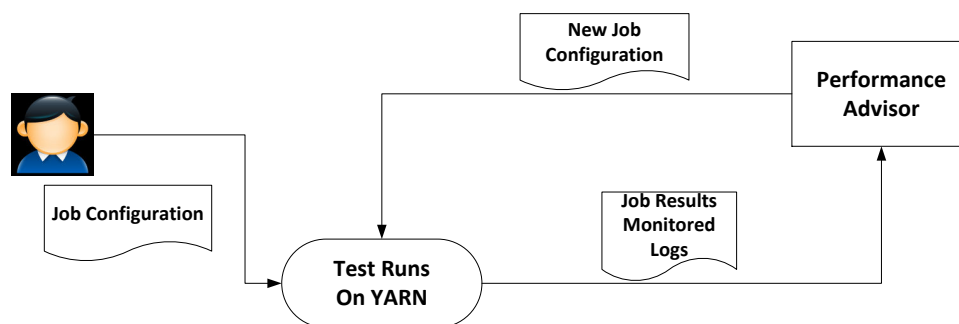 New Job
Configuration
Performance
Advisor
Job Configuration
Job Results
Monitored
Logs
Test Runs
On YARN